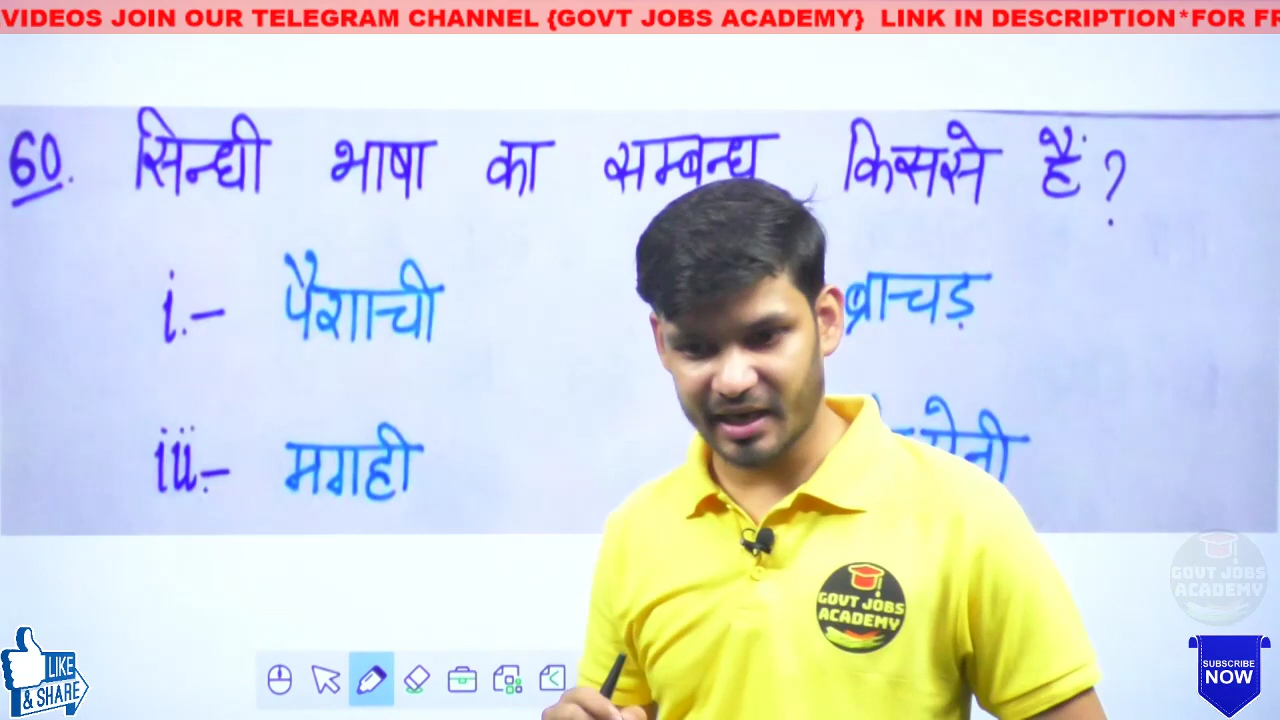 VIDEOS JOIN OUR TELEGRAM CHANNEL {GOVT JOBS ACADEMY} LINK IN DESCRIPTION*FOR
60. सिन्धी भाषा का सम्बन्ध किससे हैं?
i.- पैशाची ब्राचड़
iii.- मगही
GOVT JOBS
ACADEMY
GOVT JOBS
ACADEMY
LIKE
& SHARE
SUBSCRIBE
NOW